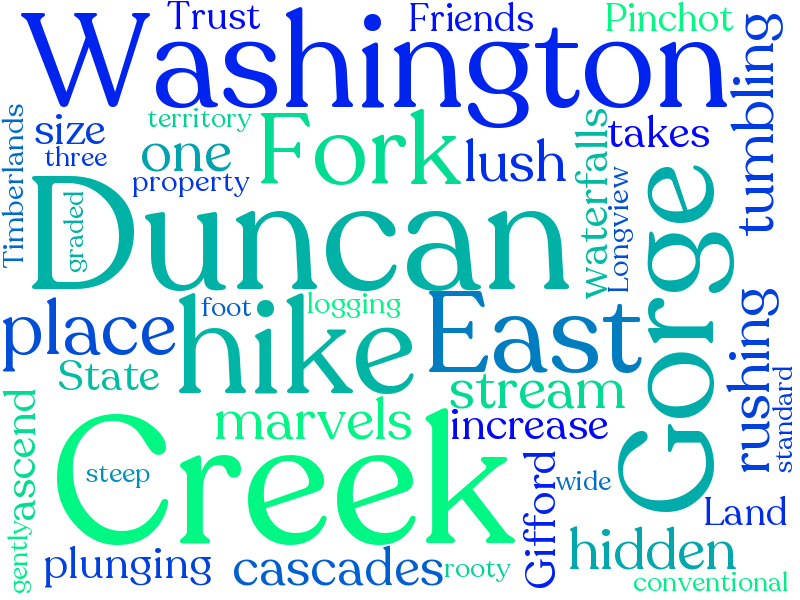 Washington
Trust
Friends
Pinchot
tumbling
Timberlands
size
territory
three
one
Fork
property
lush
waterfalls
takes
Longview
Duncan
graded
Gorge
place
foot
hike
logging
East
State
stream
marvels
increase
rushing
standard
ascend
gently
Creek
steep
Gifford
wide
Land
plunging
cascades
rooty
hidden
conventional